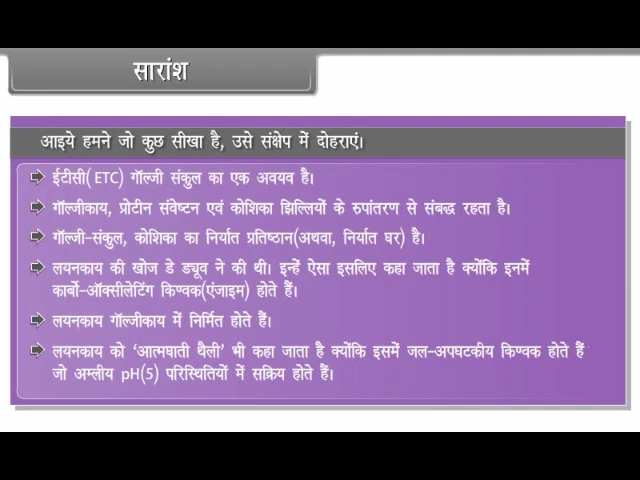 सारांश
आइये हमने जो कुछ सीखा है, उसे संक्षेप में दोहराएं।
ईटीसी( ETC) गॉल्जी संकुल का एक अवयव है।
गॉल्जीकाय, प्रोटीन संवेष्टन एवं कोशिका झिल्लियों के रुपांतरण से संबद्ध रहता है।
गॉल्जी-संकुल, कोशिका का निर्यात प्रतिष्ठान(अथवा, निर्यात घर) है।
लयनकाय की खोज डे ड्यूव ने की थी। इन्हें ऐसा इसलिए कहा जाता है क्योंकि इनमें
कार्बो-ऑक्सीलेटिंग किण्वक(एंजाइम) होते हैं।
लयनकाय गॉल्जीकाय में निर्मित होते हैं।
लयनकाय को 'आत्मघाती थैली' भी कहा जाता है क्योंकि इसमें जल-अपघटकीय किण्वक होते हैं
जो अम्लीय pH(5) परिस्थितियों में सक्रिय होते हैं।